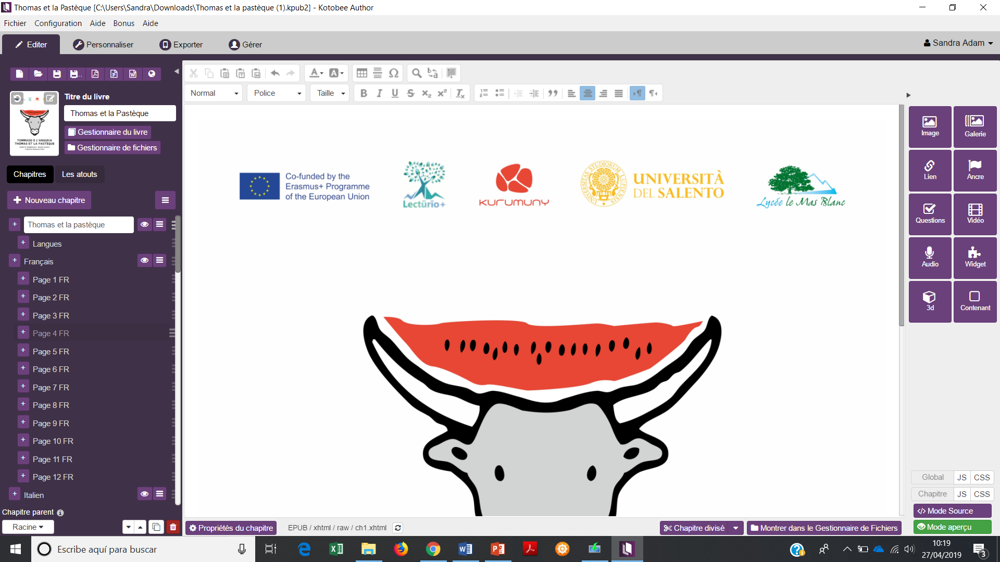 Thomas et la Pastèque [C:\Users\Sandra\Downloads\Thomas et la pastèque (1).kpub2] - Kotobee Author
Fichier Configuration Aide Bonus Aide
Editer Personnaliser Exporter Gérer
Sandra Adam
Normal Police Taille
Titre du livre
Thomas et la Pastèque
Gestionnaire du livre
Gestionnaire de fichiers
TOMMASO E L'ANGURIA
THOMAS ET LA PASTÈQUE
Chapitres Les atouts
Nouveau chapitre
Thomas et la pastèque
Langues
Français
Page 1 FR
Page 2 FR
Page 3 FR
Page 4 FR
Page 5 FR
Page 6 FR
Page 7 FR
Page 8 FR
Page 9 FR
Page 10 FR
Page 11 FR
Page 12 FR
Italien
Chapitre parent
Racine
Co-funded by the
Erasmus+ Programme
of the European Union
Lecturio+
KURUMUNY
UNIVERSITÀ
DEL SALENTO
Lycée le Mas Blanc
Image Galerie
Lien Ancre
Questions Vidéo
Audio Widget
3d Contenant
Global JS CSS
Chapitre JS CSS
Mode Source
Mode aperçu
Propriétés du chapitre
EPUB / xhtml / raw / ch1.xhtml
Chapitre divisé
Montrer dans le Gestionnaire de Fichiers
Escribe aquí para buscar
10:19
27/04/2019
3